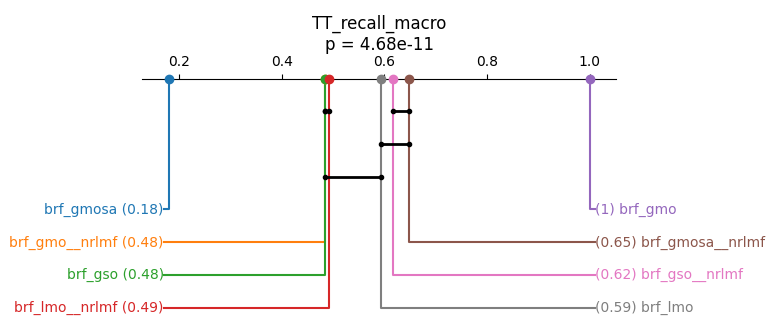 TT_recall_macro
p = 4.68e-11
0.2 0.4 0.6 0.8 1.0
brf_gmosa (0.18) (1) brf_gmo
brf_gmo__nrlmf (0.48) (0.65) brf_gmosa__nrlmf
brf_gso (0.48) (0.62) brf_gso__nrlmf
brf_lmo__nrlmf (0.49) (0.59) brf_lmo